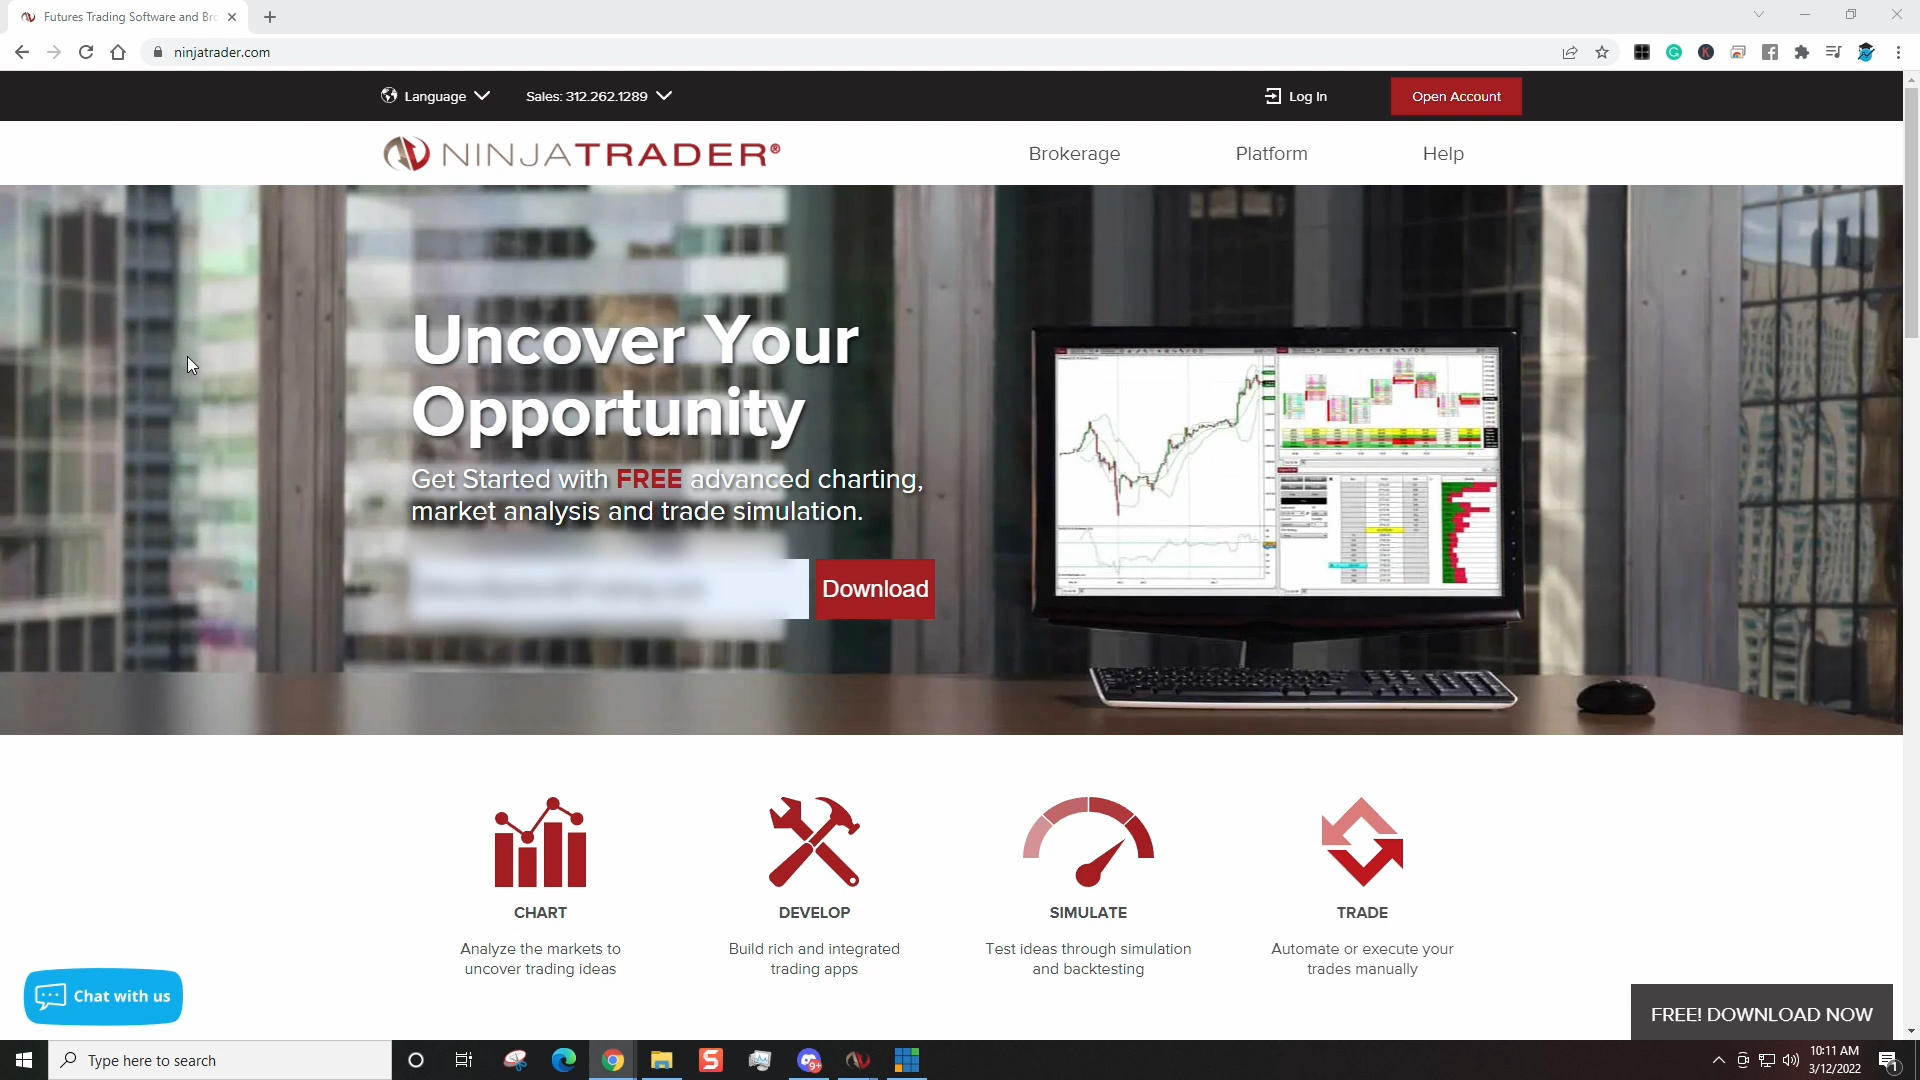 Futures Trading Software and Bro
ninjatrader.com
Language
Sales: 312.262.1289
Log In
Open Account
NINJATRADER®
Brokerage
Platform
Help
Uncover Your
Opportunity
Get Started with FREE advanced charting,
market analysis and trade simulation.
Download
CHART
Analyze the markets to
uncover trading ideas
DEVELOP
Build rich and integrated
trading apps
SIMULATE
Test ideas through simulation
and backtesting
TRADE
Automate or execute your
trades manually
Chat with us
FREE! DOWNLOAD NOW
Type here to search
9+
10:11 AM
3/12/2022
1